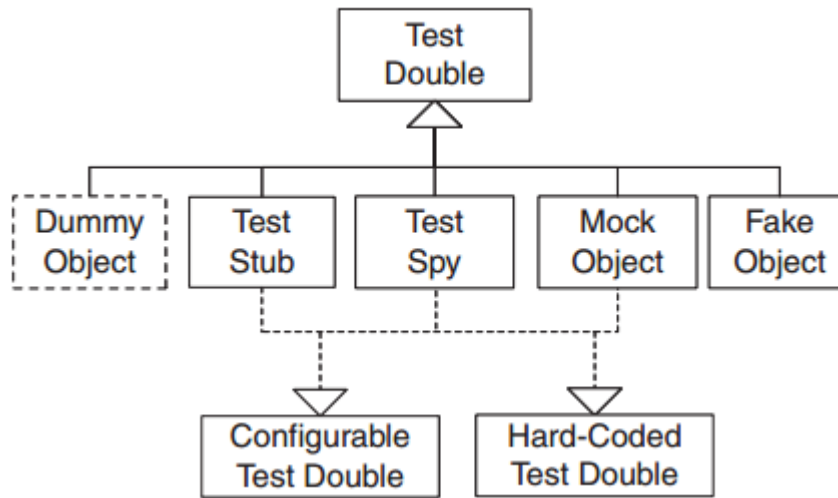 Test
Double
Dummy
Object
Test
Stub
Test
Spy
Mock
Object
Fake
Object
Configurable
Test Double
Hard-Coded
Test Double